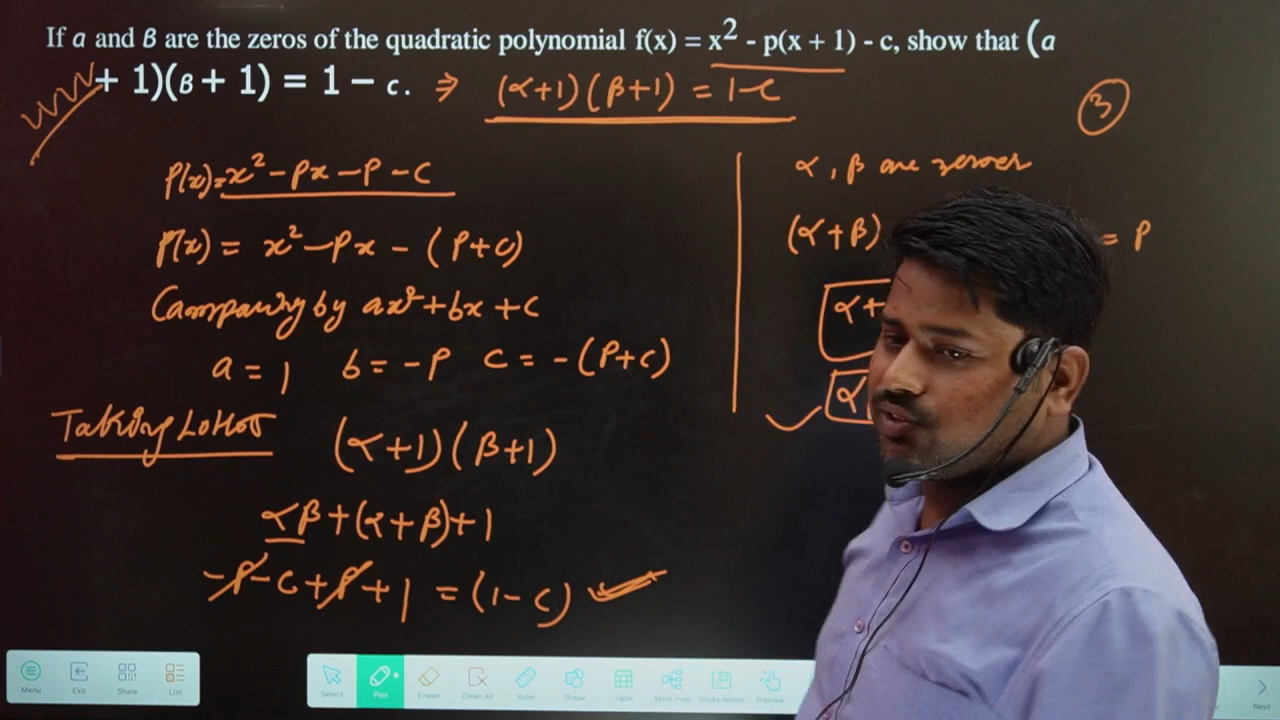 If a and B are the zeros of the quadratic polynomial f(x) = x² - p(x + 1) - c, show that (a
+ 1)(B + 1) = 1 - c. ⇒ (α+1)(β+1) = 1-c
3
P(x)=x²-Px-P-C
P(x) = x²-Px-(P+C)
Comparing by ax²+bx+c
a = 1 b = -P c = -(P+C)
Taking
(α+1)(β+1)
αβ+(α+β)+1
-P-C+P+1 = (1-C)
α, β are zeroes
(α+β) = P
α+
α
Menu Exit Share List
Select Pen Eraser Clean All Ruler Shape Table Mind map Sticky Notes Preview
Next